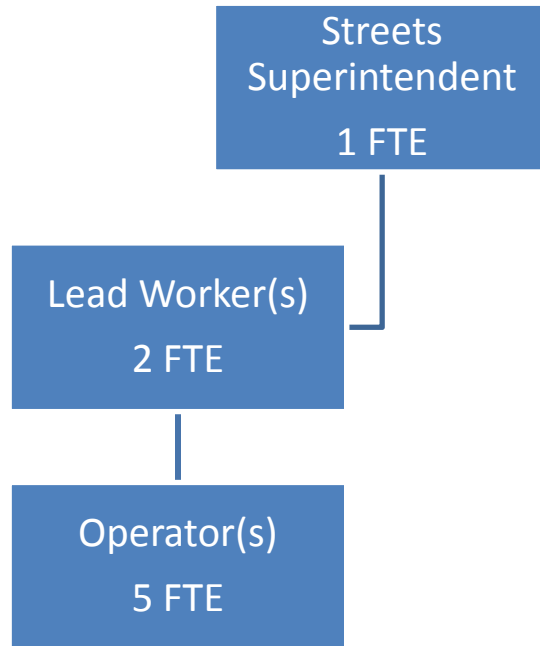 Streets
Superintendent
1 FTE
Lead Worker(s)
2 FTE
Operator(s)
5 FTE